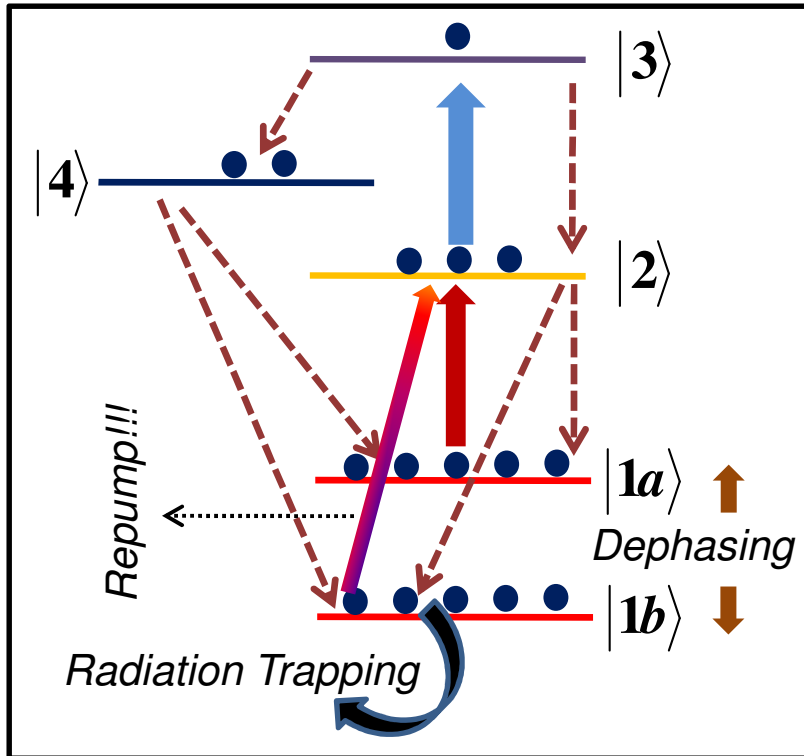 |3⟩
|4⟩
|2⟩
Repump!!!
|1a⟩
Dephasing
|1b⟩
Radiation Trapping